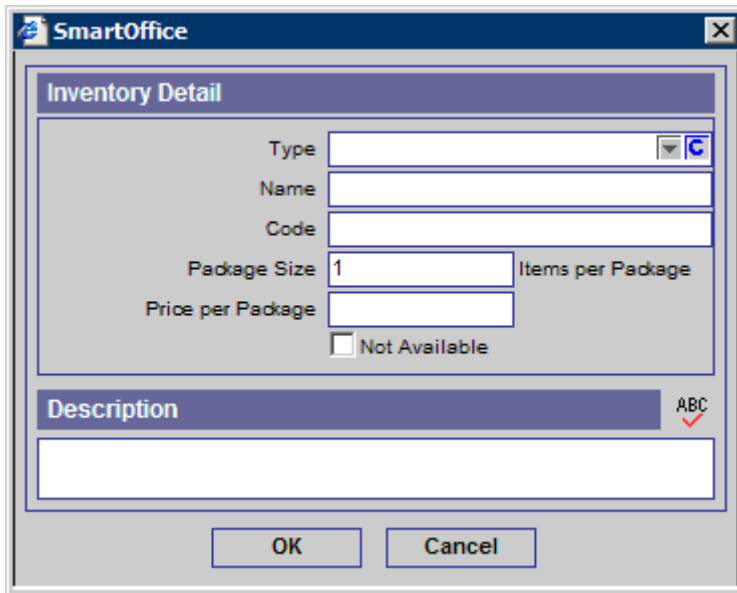 SmartOffice
Inventory Detail
Type C
Name
Code
Package Size 1 Items per Package
Price per Package
Not Available
Description ABC
OK Cancel